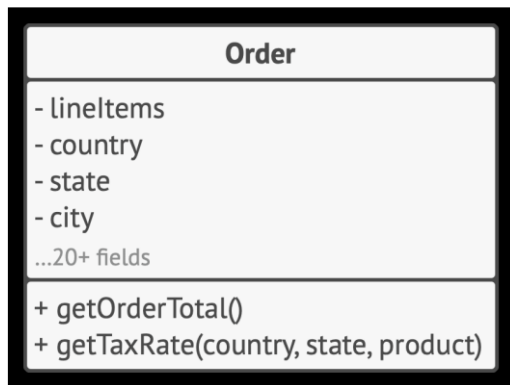 Order
- lineItems
- country
- state
- city
...20+ fields
+ getOrderTotal()
+ getTaxRate(country, state, product)